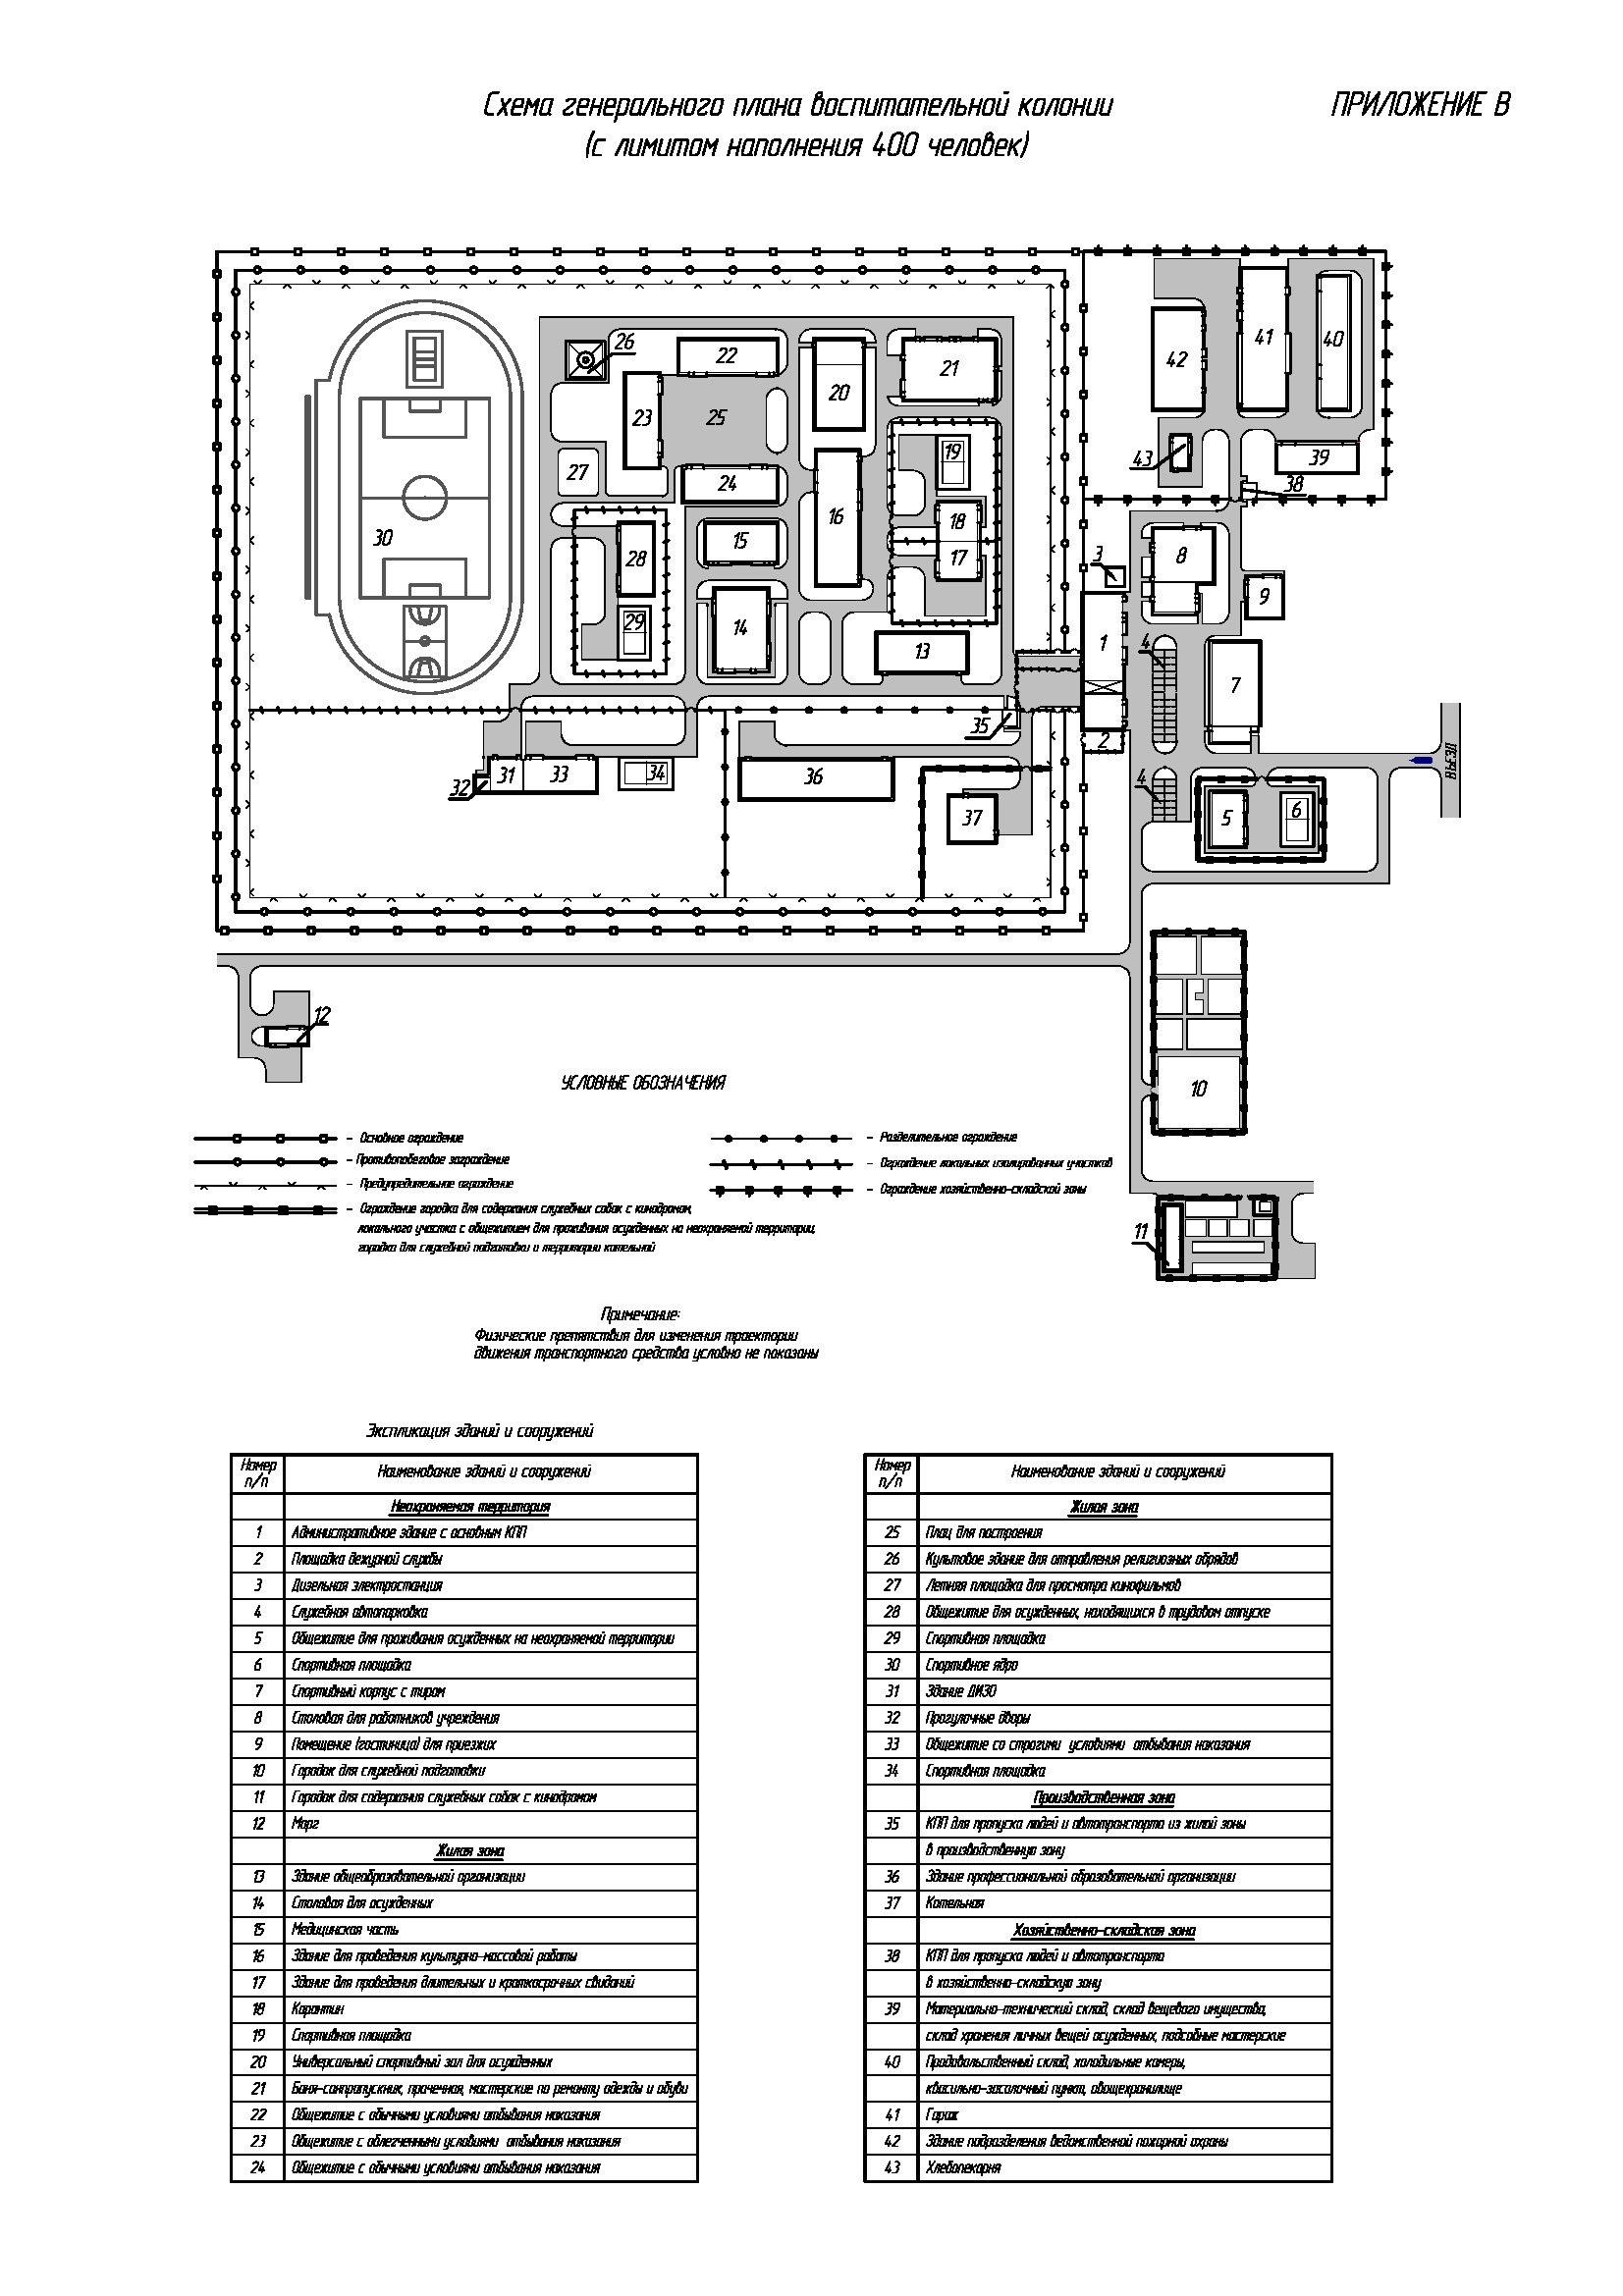 Схема генерального плана воспитательной колонии
(с лимитом наполнения 400 человек)
ПРИЛОЖЕНИЕ В
26
22
20
21
42
41
40
23
25
19
43
39
27
24
38
16
18
30
28
15
17
3
8
9
29
14
13
1
4
7
35
2
31
33
34
32
36
4
ВЪЕЗД
37
5
6
12
10
11
УСЛОВНЫЕ ОБОЗНАЧЕНИЯ
- Основное ограждение
- Противопобеговое заграждение
- Предупредительное ограждение
- Ограждение городка для содержания служебных собак с кинодромом,
локального участка с общежитием для проживания осужденных на неохраняемой территории,
городка для служебной подготовки и территории котельной
- Разделительное ограждение
- Ограждение локальных изолированных участков
- Ограждение хозяйственно-складской зоны
Примечание:
Физические препятствия для изменения траектории
движения транспортного средства условно не показаны
Экспликация зданий и сооружений
Номер п/п Наименование зданий и сооружений
Неохраняемая территория
1 Административное здание с основным КПП
2 Площадка дежурной службы
3 Дизельная электростанция
4 Служебная автопарковка
5 Общежитие для проживания осужденных на неохраняемой территории
6 Спортивная площадка
7 Спортивный корпус с тиром
8 Столовая для работников учреждения
9 Помещение (гостиница) для приезжих
10 Городок для служебной подготовки
11 Городок для содержания служебных собак с кинодромом
12 Морг
Жилая зона
13 Здание общеобразовательной организации
14 Столовая для осужденных
15 Медицинская часть
16 Здание для проведения культурно-массовой работы
17 Здание для проведения длительных и краткосрочных свиданий
18 Карантин
19 Спортивная площадка
20 Универсальный спортивный зал для осужденных
21 Баня-санпропускник, прачечная, мастерские по ремонту одежды и обуви
22 Общежитие с обычными условиями отбывания наказания
23 Общежитие с облегченными условиями отбывания наказания
24 Общежитие с обычными условиями отбывания наказания
Номер п/п Наименование зданий и сооружений
Жилая зона
25 Плац для построения
26 Культовое здание для отправления религиозных обрядов
27 Летняя площадка для просмотра кинофильмов
28 Общежитие для осужденных, находящихся в трудовом отпуске
29 Спортивная площадка
30 Спортивное ядро
31 Здание ДИЗО
32 Прогулочные дворы
33 Общежитие со строгими условиями отбывания наказания
34 Спортивная площадка
Производственная зона
35 КПП для пропуска людей и автотранспорта из жилой зоны
в производственную зону
36 Здание профессиональной образовательной организации
37 Котельная
Хозяйственно-складская зона
38 КПП для пропуска людей и автотранспорта
в хозяйственно-складскую зону
39 Материально-технический склад, склад вещевого имущества,
склад хранения личных вещей осужденных, подсобные мастерские
40 Продовольственный склад, холодильные камеры,
квасильно-засолочный пункт, овощехранилище
41 Гараж
42 Здание подразделения ведомственной пожарной охраны
43 Хлебопекарня